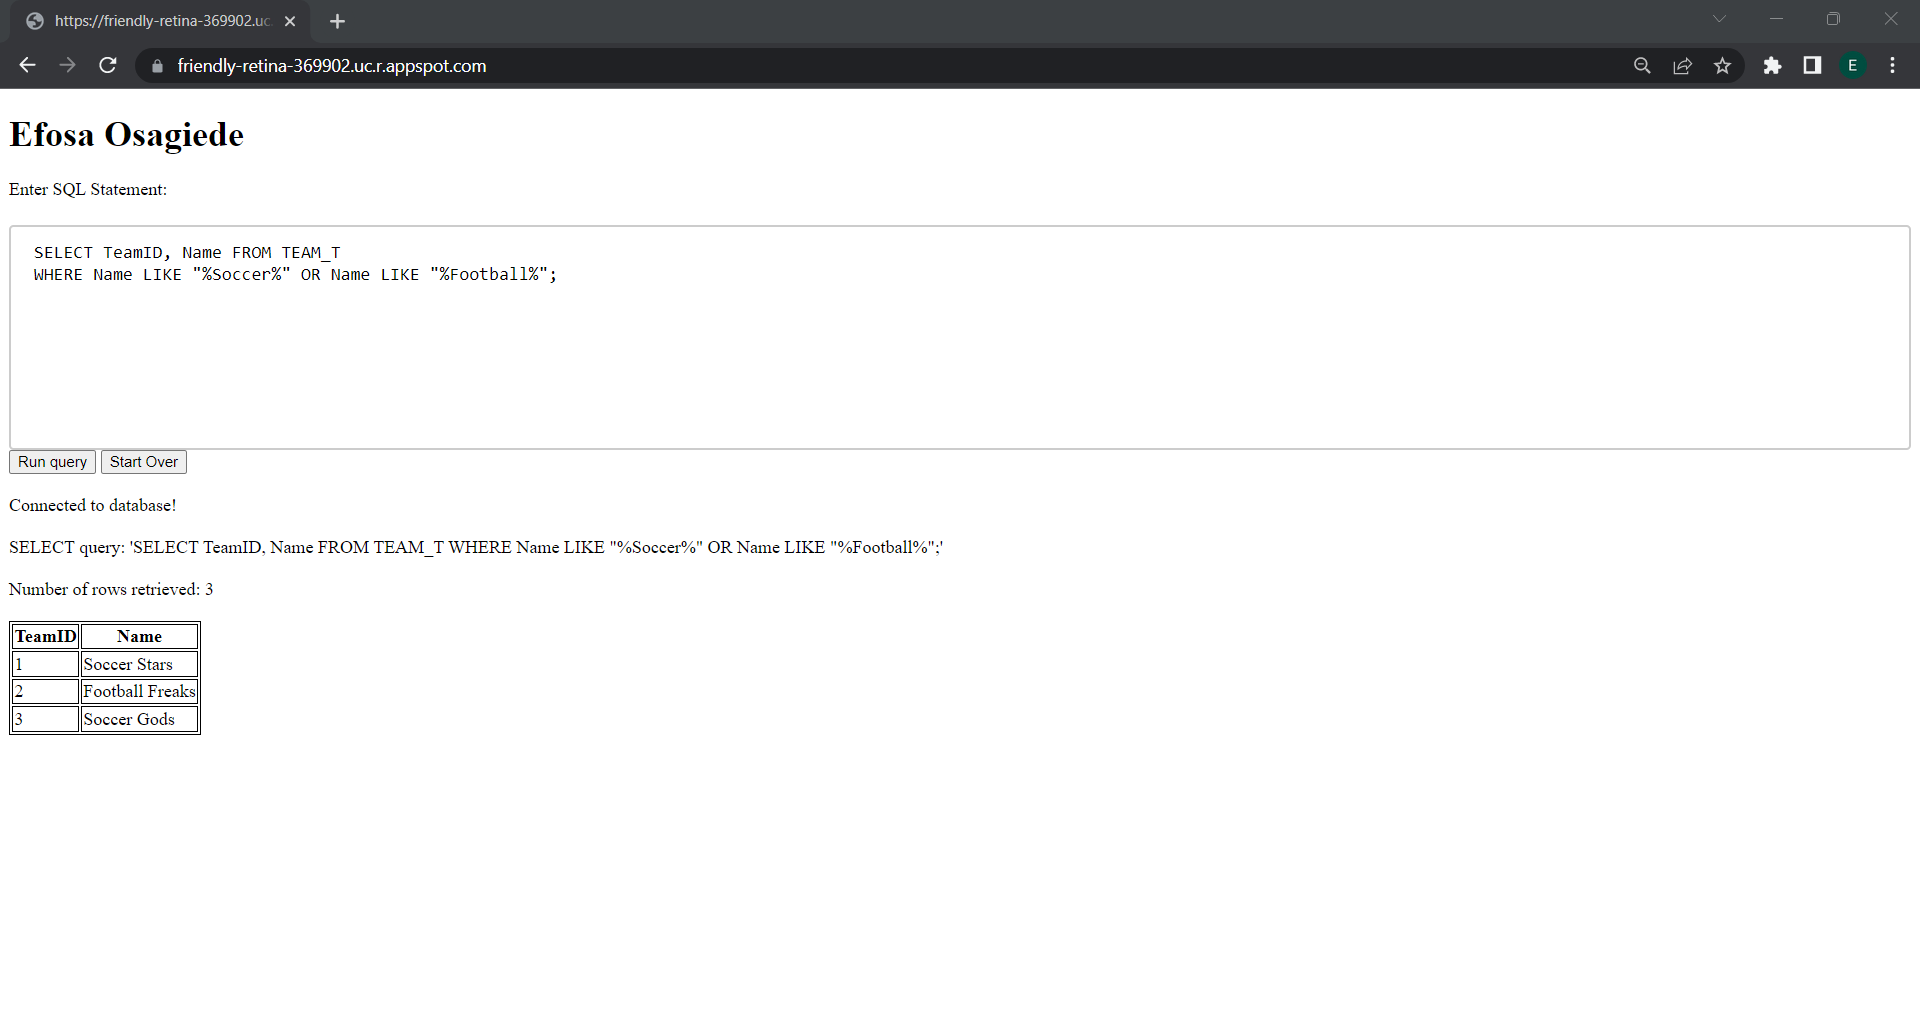 https://friendly-retina-369902.uc.
friendly-retina-369902.uc.r.appspot.com
E
Efosa Osagiede
Enter SQL Statement:
SELECT TeamID, Name FROM TEAM_T
WHERE Name LIKE "%Soccer%" OR Name LIKE "%Football%";
Run query Start Over
Connected to database!
SELECT query: 'SELECT TeamID, Name FROM TEAM_T WHERE Name LIKE "%Soccer%" OR Name LIKE "%Football%";'
Number of rows retrieved: 3
TeamID Name
1 Soccer Stars
2 Football Freaks
3 Soccer Gods